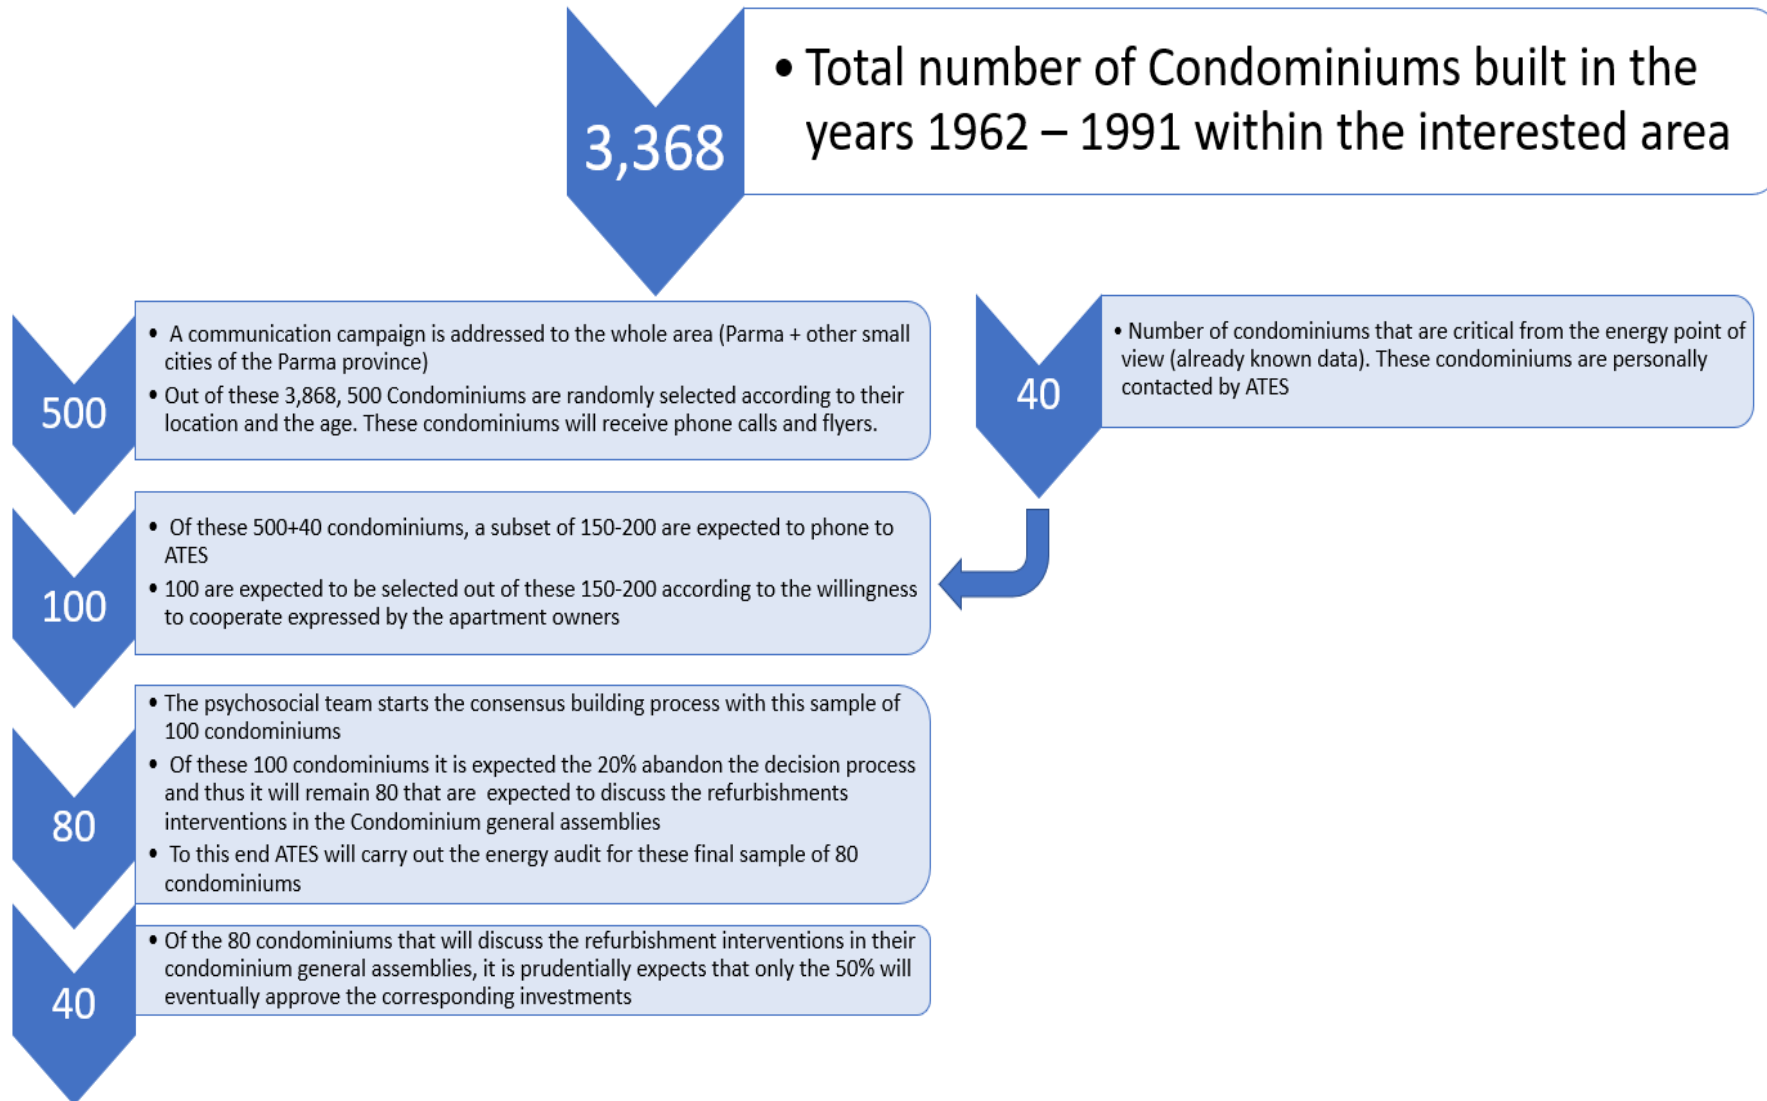 3,368
• Total number of Condominiums built in the
years 1962 – 1991 within the interested area
500
• A communication campaign is addressed to the whole area (Parma + other small
cities of the Parma province)
• Out of these 3,868, 500 Condominiums are randomly selected according to their
location and the age. These condominiums will receive phone calls and flyers.
40
• Number of condominiums that are critical from the energy point of
view (already known data). These condominiums are personally
contacted by ATES
100
• Of these 500+40 condominiums, a subset of 150-200 are expected to phone to
ATES
• 100 are expected to be selected out of these 150-200 according to the willingness
to cooperate expressed by the apartment owners
80
• The psychosocial team starts the consensus building process with this sample of
100 condominiums
• Of these 100 condominiums it is expected the 20% abandon the decision process
and thus it will remain 80 that are expected to discuss the refurbishments
interventions in the Condominium general assemblies
• To this end ATES will carry out the energy audit for these final sample of 80
condominiums
40
• Of the 80 condominiums that will discuss the refurbishment interventions in their
condominium general assemblies, it is prudentially expects that only the 50% will
eventually approve the corresponding investments